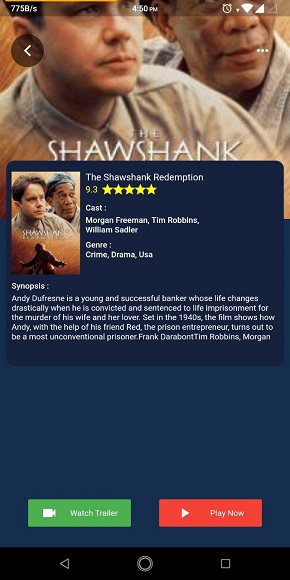 775B/s
4:50 PM
THE
SHAWSHANK
The Shawshank Redemption
9.3
Cast :
Morgan Freeman, Tim Robbins,
William Sadler
Genre :
Crime, Drama, Usa
SHAWSHANK
Synopsis :
Andy Dufresne is a young and successful banker whose life changes
drastically when he is convicted and sentenced to life imprisonment for
the murder of his wife and her lover. Set in the 1940s, the film shows how
Andy, with the help of his friend Red, the prison entrepreneur, turns out to
be a most unconventional prisoner.Frank DarabontTim Robbins, Morgan
Watch Trailer
Play Now